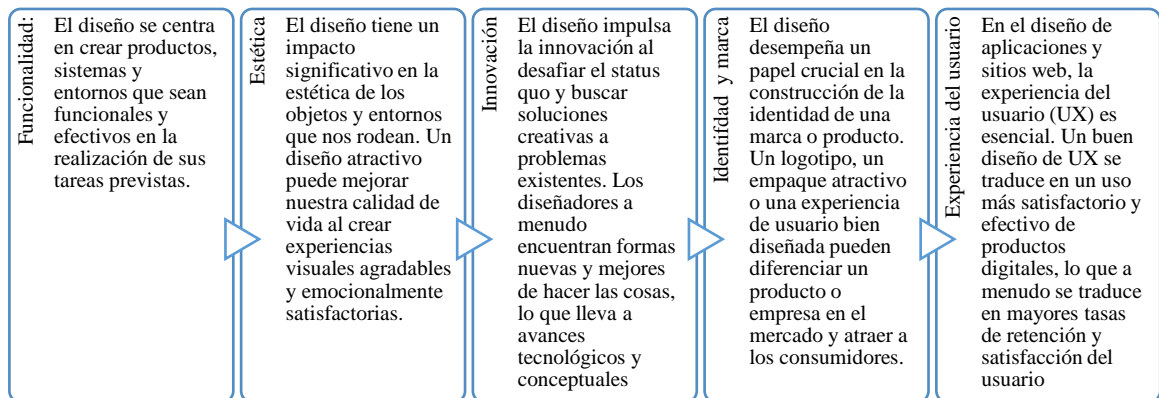 Funcionalidad:
El diseño se centra
en crear productos,
sistemas y
entornos que sean
funcionales y
efectivos en la
realización de sus
tareas previstas.
Estética
El diseño tiene un
impacto
significativo en la
estética de los
objetos y entornos
que nos rodean. Un
diseño atractivo
puede mejorar
nuestra calidad de
vida al crear
experiencias
visuales agradables
y emocionalmente
satisfactorias.
Innovación
El diseño impulsa
la innovación al
desafiar el status
quo y buscar
soluciones
creativas a
problemas
existentes. Los
diseñadores a
menudo
encuentran formas
nuevas y mejores
de hacer las cosas,
lo que lleva a
avances
tecnológicos y
conceptuales
Identifdad y marca
El diseño
desempeña un
papel crucial en la
construcción de la
identidad de una
marca o producto.
Un logotipo, un
empaque atractivo
o una experiencia
de usuario bien
diseñada pueden
diferenciar un
producto o
empresa en el
mercado y atraer a
los consumidores.
Experiencia del usuario
En el diseño de
aplicaciones y
sitios web, la
experiencia del
usuario (UX) es
esencial. Un buen
diseño de UX se
traduce en un uso
más satisfactorio y
efectivo de
productos
digitales, lo que a
menudo se traduce
en mayores tasas
de retención y
satisfacción del
usuario